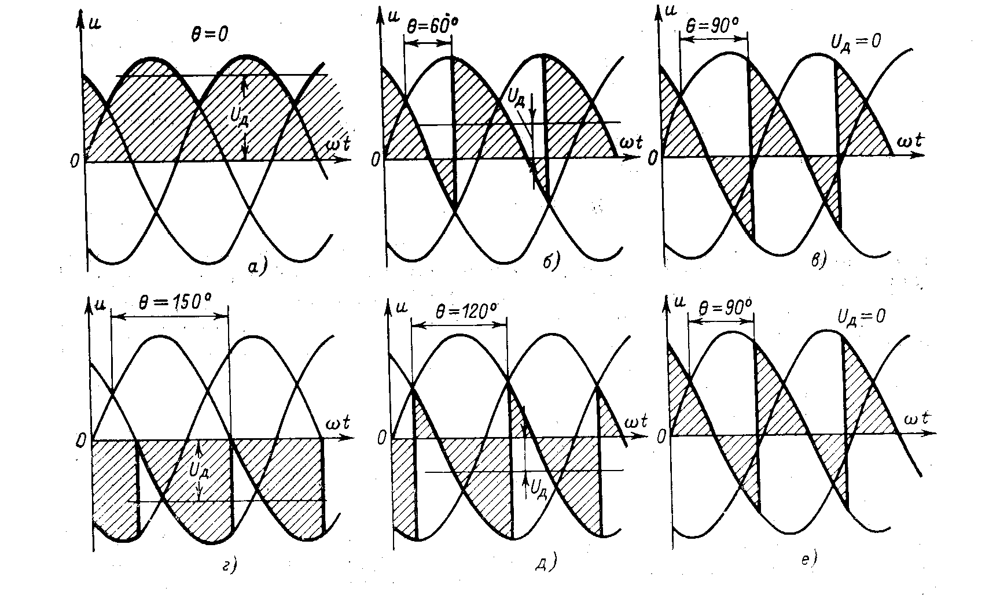 u
θ=0
U_д
ωt
0
а)
u
θ=60°
U_д
ωt
0
б)
u
θ=90°
U_д=0
ωt
0
в)
u
θ=150°
ωt
0
U_д
г)
u
θ=120°
ωt
0
U_д
д)
u
θ=90°
U_д=0
ωt
0
е)